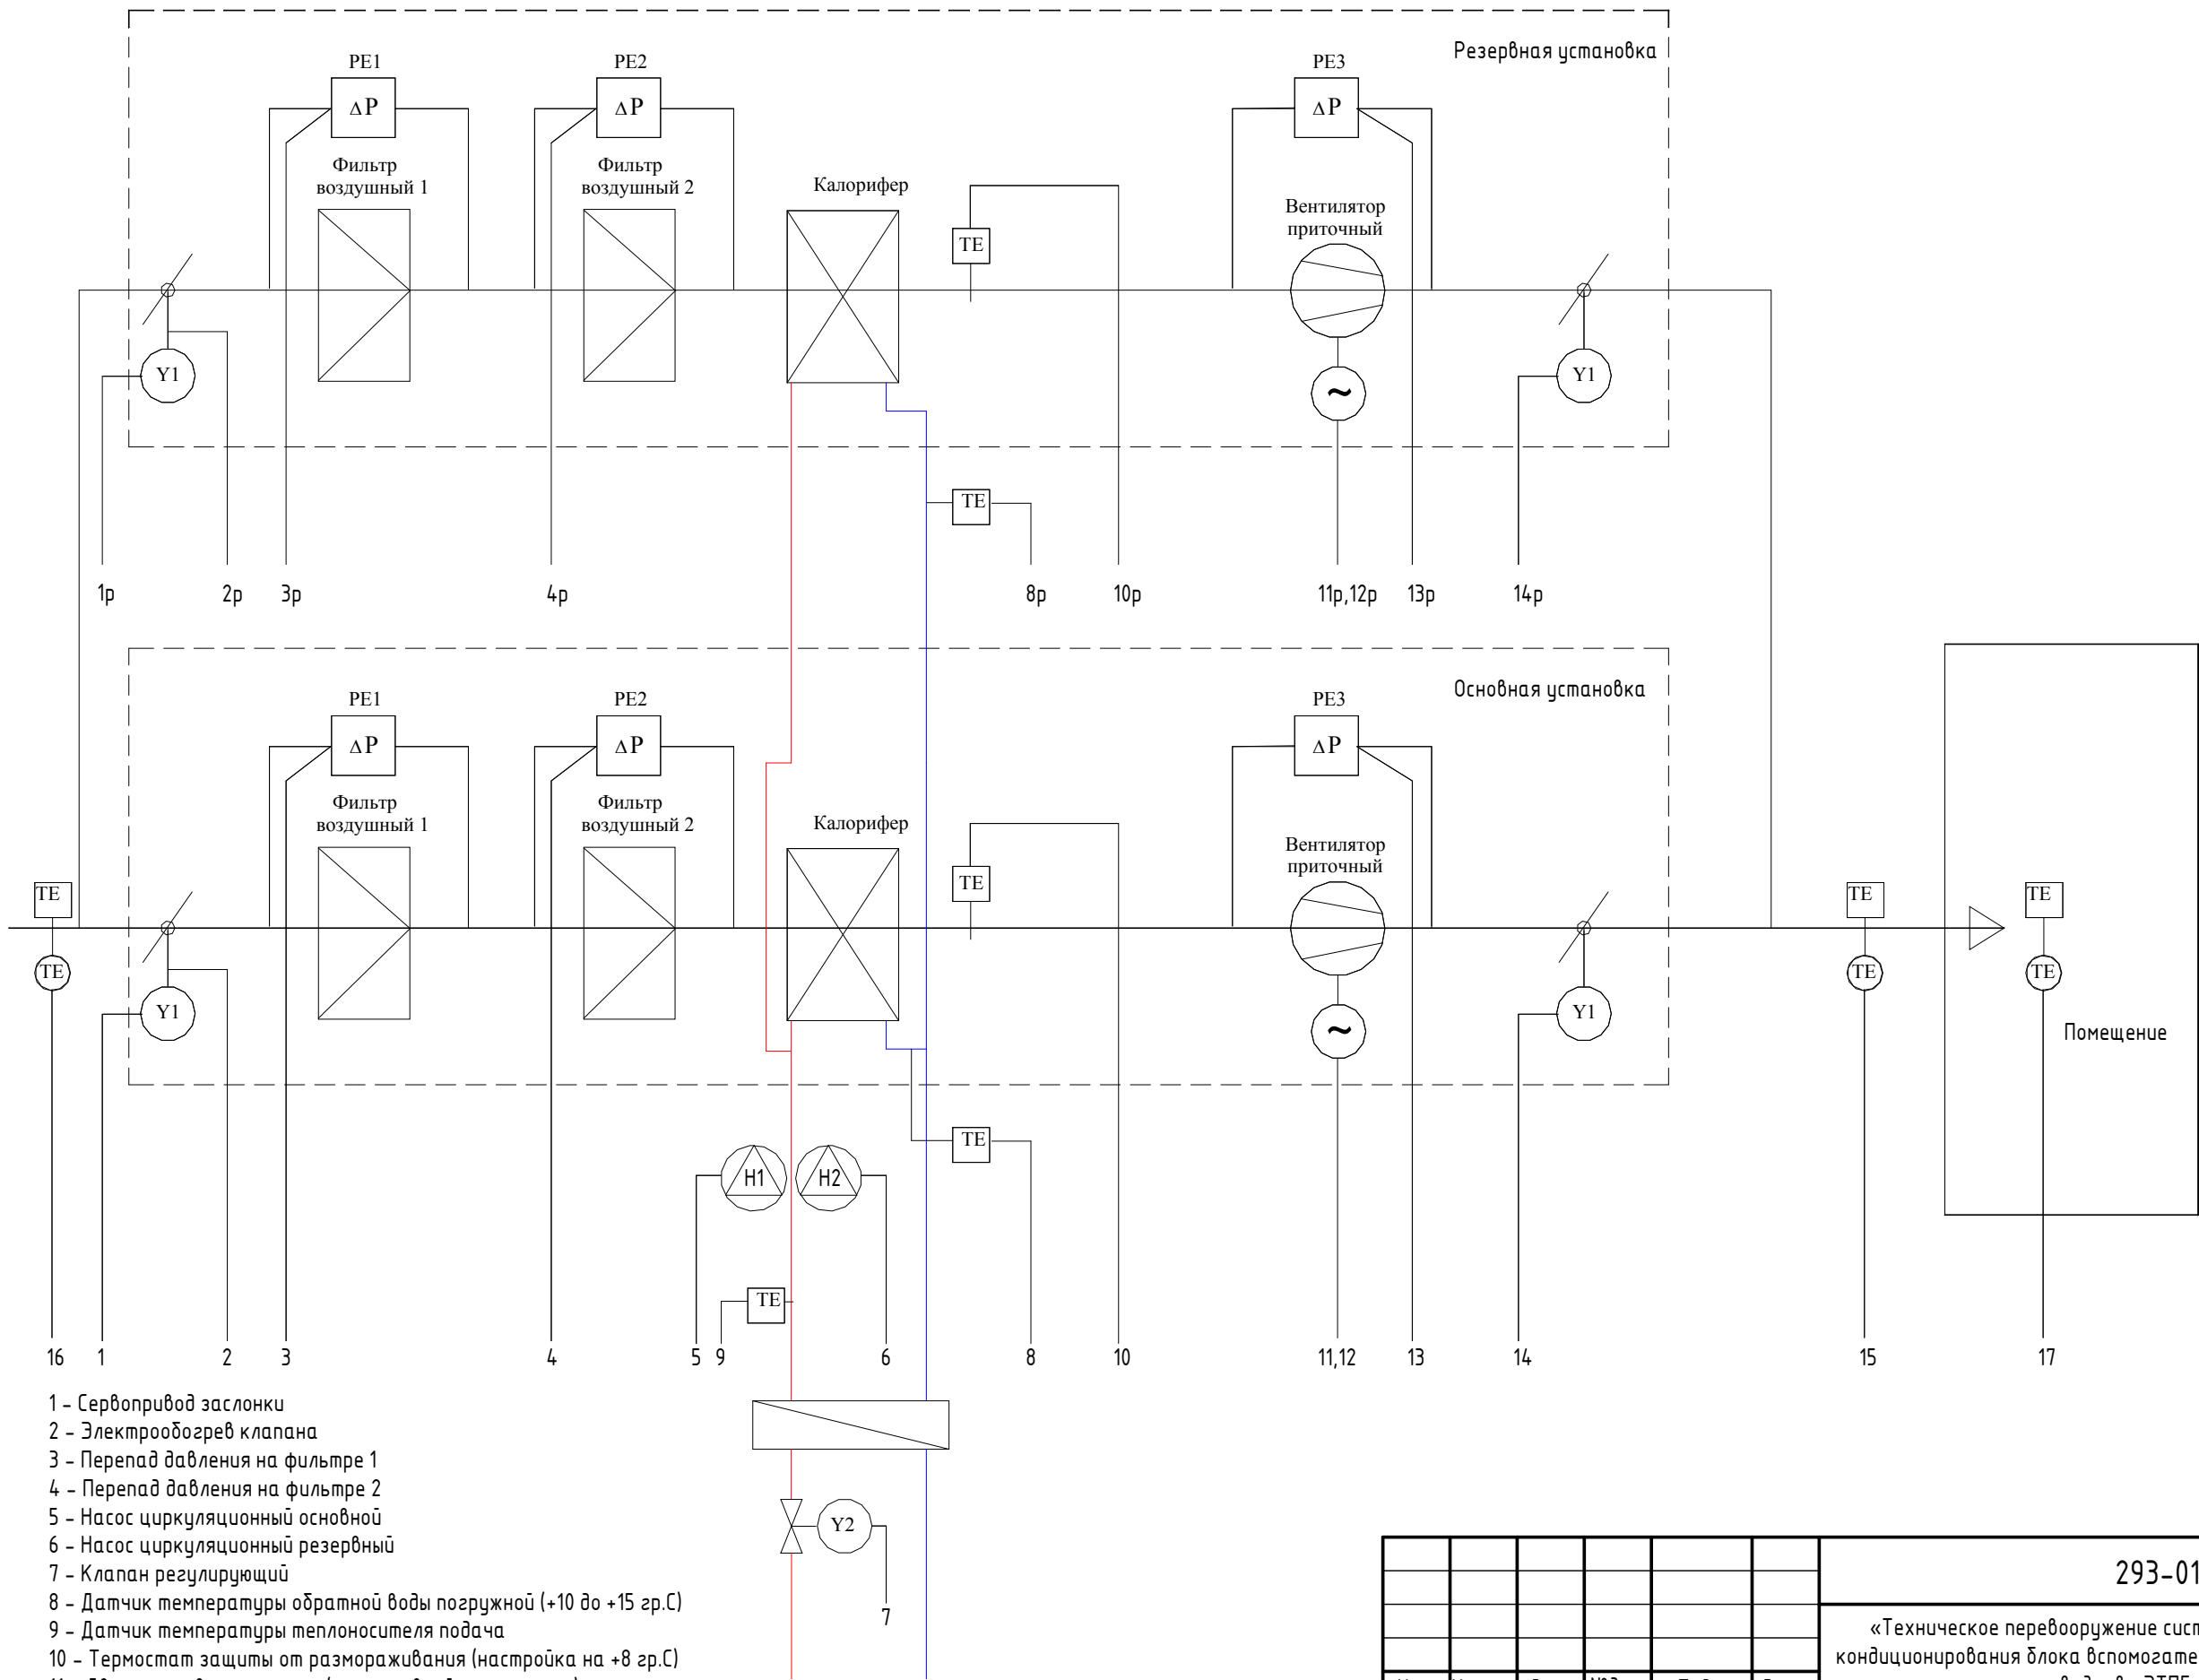 Резервная установка
PE1
PE2
PE3
ΔP
ΔP
ΔP
Фильтр
воздушный 1
Фильтр
воздушный 2
Калорифер
Вентилятор
приточный
TE
Y1
~
Y1
TE
1р
2р
3р
4р
8р
10р
11р,12р
13р
14р
Основная установка
PE1
PE2
PE3
ΔP
ΔP
ΔP
Фильтр
воздушный 1
Фильтр
воздушный 2
Калорифер
Вентилятор
приточный
TE
TE
TE
TE
TE
TE
TE
Y1
~
Y1
Помещение
TE
H1
H2
TE
16
1
2
3
4
5
9
6
8
10
11,12
13
14
15
17
1 – Сервопривод заслонки
2 – Электрообогрев клапана
3 – Перепад давления на фильтре 1
4 – Перепад давления на фильтре 2
5 – Насос циркуляционный основной
6 – Насос циркуляционный резервный
7 – Клапан регулирующий
8 – Датчик температуры обратной воды погружной (+10 до +15 гр.С)
9 – Датчик температуры теплоносителя подача
10 – Термостат защиты от размораживания (настройка на +8 гр.С)
Y2
7
293-01
«Техническое перевооружение сист
кондиционирования блока вспомогате